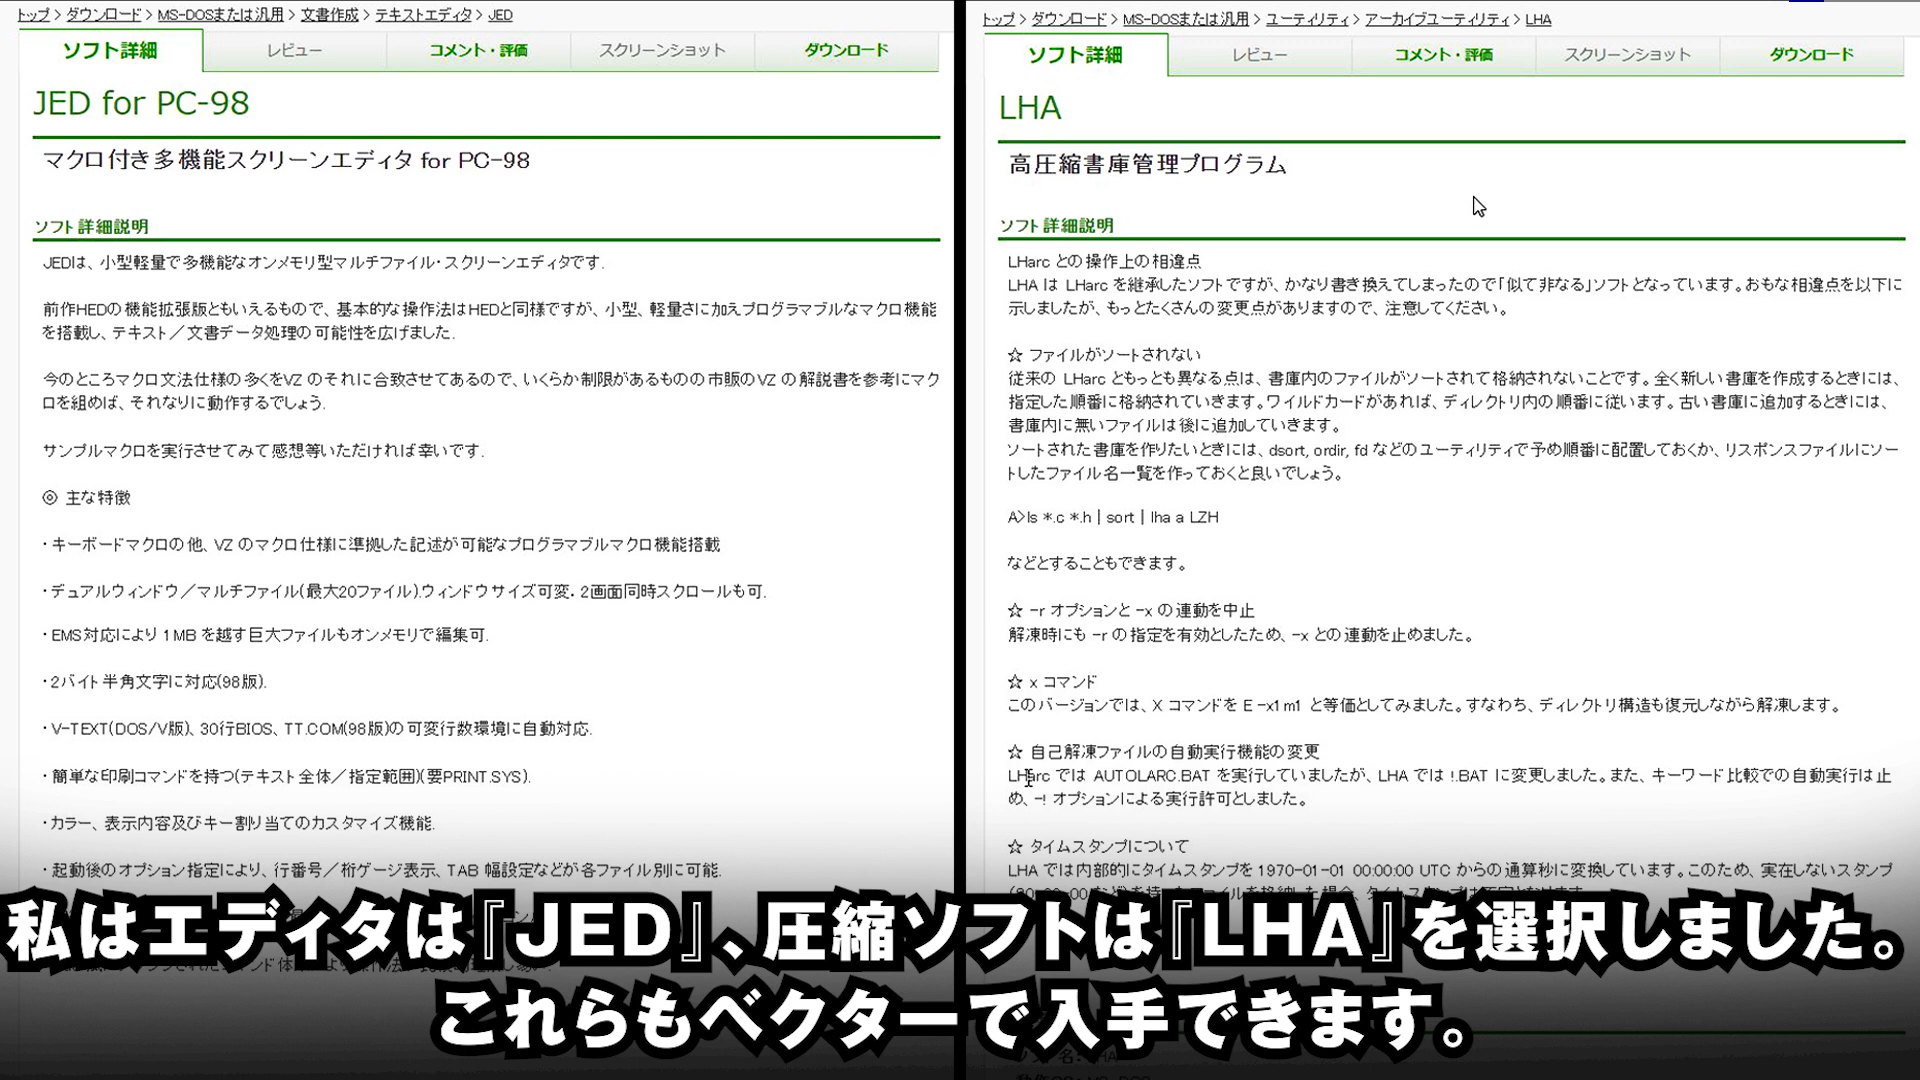 トップ > ダウンロード > MS-DOSまたは汎用 > 文書作成 > テキストエディタ > JED
ソフト詳細 レビュー コメント・評価 スクリーンショット ダウンロード
JED for PC-98
マクロ付き多機能スクリーンエディタ for PC-98
ソフト詳細説明
JEDは、小型軽量で多機能なオンメモリ型マルチファイル・スクリーンエディタです.
前作HEDの機能拡張版ともいえるもので、基本的な操作法はHEDと同様ですが、小型、軽量さに加えプログラマブルなマクロ機能
を搭載し、テキスト／文書データ処理の可能性を広げました.
今のところマクロ文法仕様の多くをVZ のそれに合致させてあるので、いくらか制限があるものの市販のVZ の解説書を参考にマク
ロを組めば、それなりに動作するでしょう.
サンプルマクロを実行させてみて感想等いただければ幸いです.
◎ 主な特徴
・キーボードマクロの他、VZ のマクロ仕様に準拠した記述が可能なプログラマブルマクロ機能搭載
・デュアルウィンドウ／マルチファイル(最大20ファイル).ウィンドウサイズ可変．2画面同時スクロールも可.
・EMS対応により 1 MB を越す巨大ファイルもオンメモリで編集可.
・2バイト半角文字に対応(98版).
・V-TEXT(DOS/V版)、30行BIOS、TT.COM(98版)の可変行数環境に自動対応.
・簡単な印刷コマンドを持つ(テキスト全体／指定範囲)(要PRINT.SYS).
・カラー、表示内容及びキー割り当てのカスタマイズ機能.
・起動後のオプション指定により、行番号／桁ゲージ表示、TAB 幅設定などが各ファイル別に可能.
トップ > ダウンロード > MS-DOSまたは汎用 > ユーティリティ > アーカイブユーティリティ > LHA
ソフト詳細 レビュー コメント・評価 スクリーンショット ダウンロード
LHA
高圧縮書庫管理プログラム
ソフト詳細説明
LHarc との操作上の相違点
LHA は LHarc を継承したソフトですが、かなり書き換えてしまったので「似て非なる」ソフトとなっています。おもな相違点を以下に
示しましたが、もっとたくさんの変更点がありますので、注意してください。
☆ ファイルがソートされない
従来の LHarc ともっとも異なる点は、書庫内のファイルがソートされて格納されないことです。全く新しい書庫を作成するときには、
指定した順番に格納されていきます。ワイルドカードがあれば、ディレクトリ内の順番に従います。古い書庫に追加するときには、
書庫内に無いファイルは後に追加していきます。
ソートされた書庫を作りたいときには、dsort, ordir, fd などのユーティリティで予め順番に配置しておくか、リスポンスファイルにソー
トしたファイル名一覧を作っておくと良いでしょう。
A>ls *.c *.h | sort | lha a LZH
などとすることもできます。
☆ -r オプションと -x の連動を中止
解凍時にも -r の指定を有効としたため、-x との連動を止めました。
☆ x コマンド
このバージョンでは、X コマンドを E -x1 m1 と等価としてみました。すなわち、ディレクトリ構造も復元しながら解凍します。
☆ 自己解凍ファイルの自動実行機能の変更
LHarc では AUTOLARC.BAT を実行していましたが、LHA では !.BAT に変更しました。また、キーワード比較での自動実行は止
め、-! オプションによる実行許可としました。
☆ タイムスタンプについて
LHA では内部的にタイムスタンプを 1970-01-01 00:00:00 UTC からの通算秒に変換しています。このため、実在しないスタンプ
私はエディタは『JED』、圧縮ソフトは『LHA』を選択しました。
これらもベクターで入手できます。